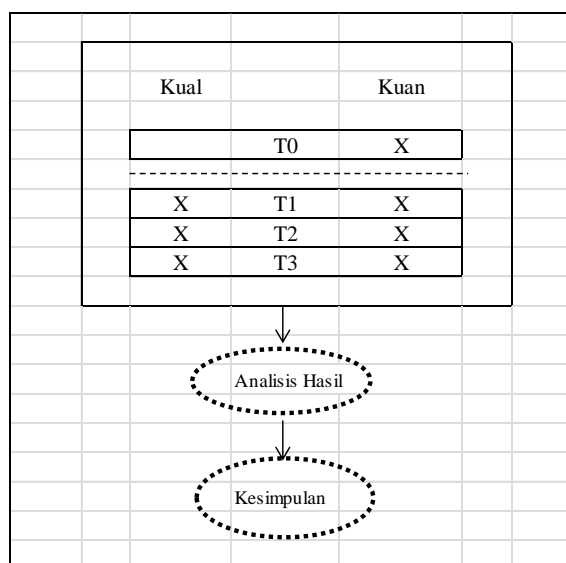 Kual Kuan
T0 X
X T1 X
X T2 X
X T3 X
Analisis Hasil
Kesimpulan